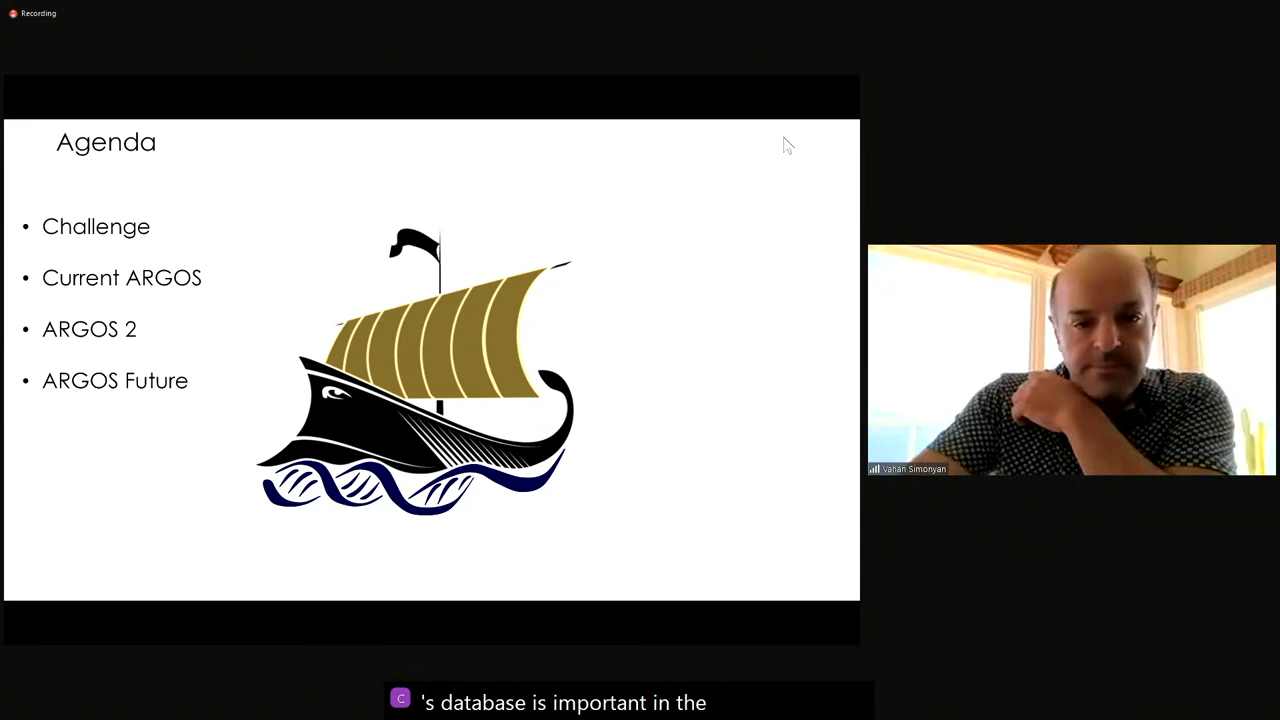 Recording
Agenda
• Challenge
• Current ARGOS
• ARGOS 2
• ARGOS Future
Vahan Simonyan
C
's database is important in the